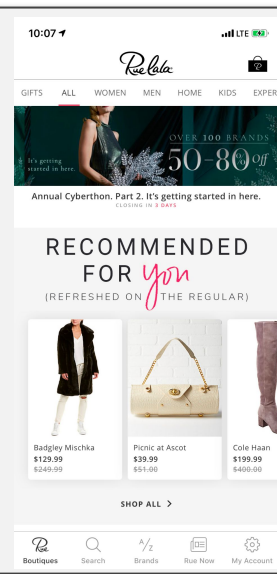 10:07
LTE
Rue La La
GIFTS ALL WOMEN MEN HOME KIDS EXPER
It's getting
started in here.
OVER 100 BRANDS
50-80% Off
Annual Cyberthon. Part 2. It's getting started in here.
CLOSING IN 3 DAYS
RECOMMENDED
FOR you
(REFRESHED ON THE REGULAR)
Badgley Mischka
$129.99
$249.99
Picnic at Ascot
$39.99
$51.00
Cole Haan
$199.99
$400.00
SHOP ALL >
Rue
Boutiques
Search
A/Z
Brands
Rue Now
My Account